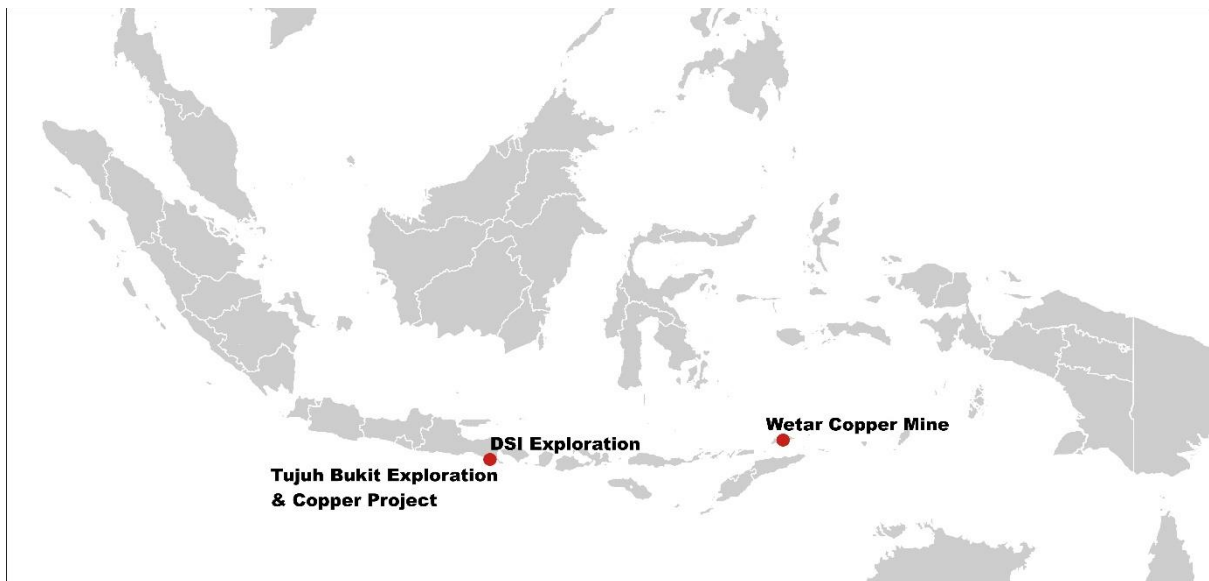 Wetar Copper Mine
DSI Exploration
Tujuh Bukit Exploration
& Copper Project